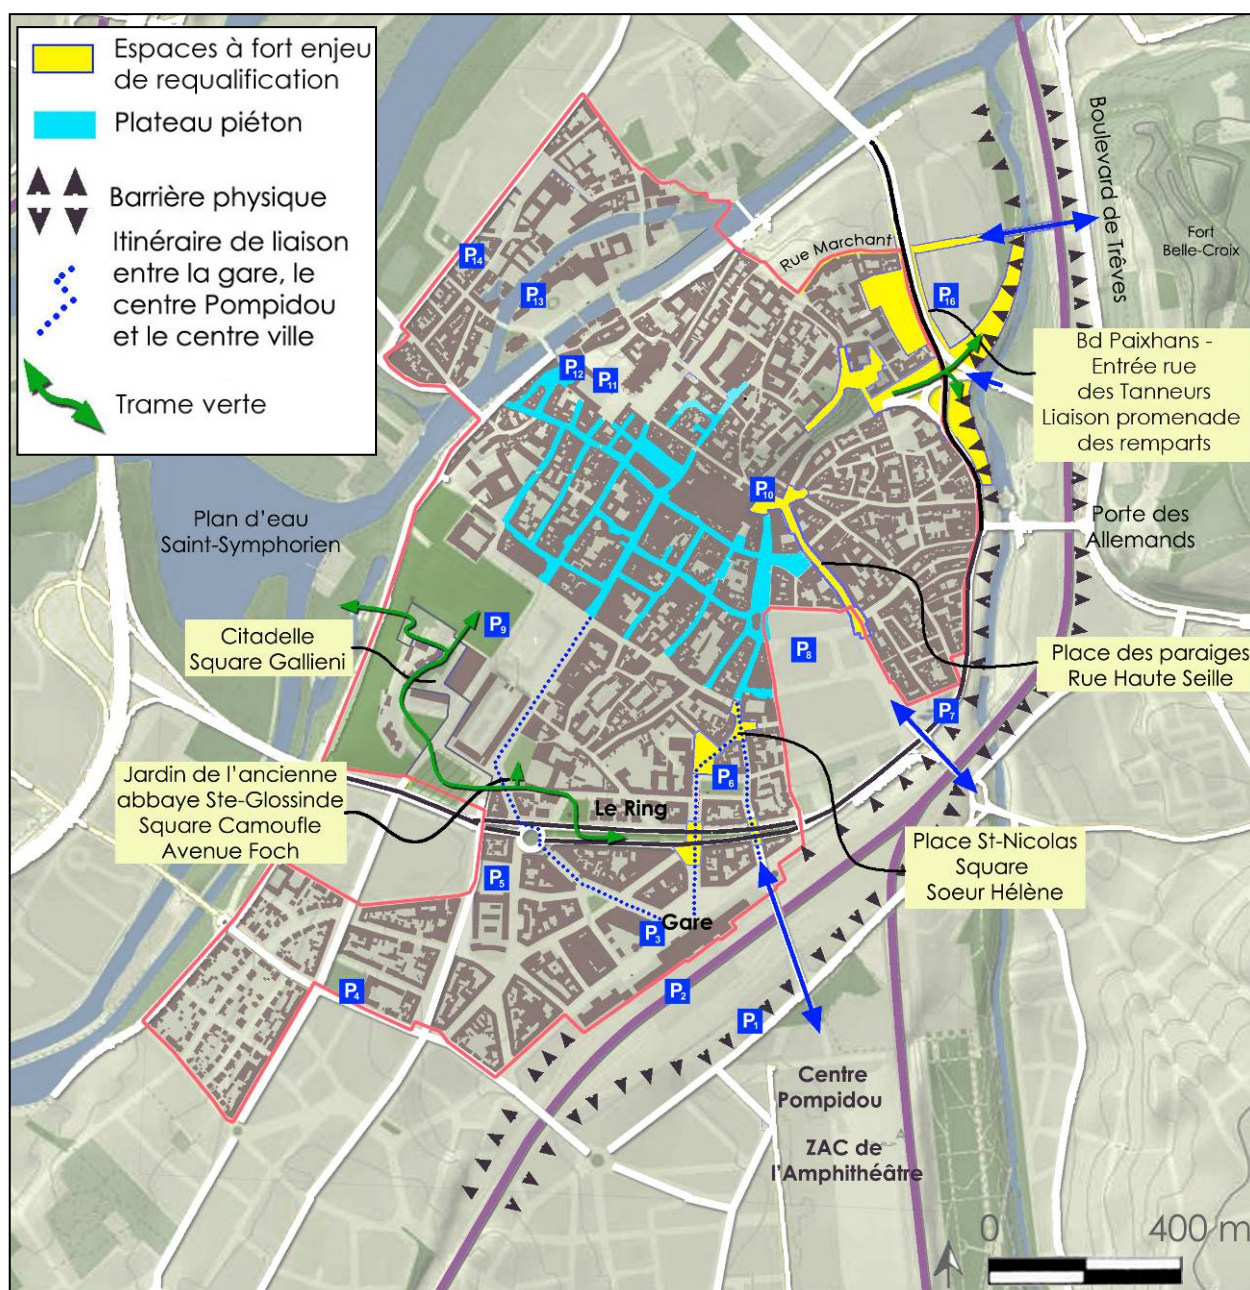 Espaces à fort enjeu
de requalification
Plateau piéton
Barrière physique
Itinéraire de liaison
entre la gare, le
centre Pompidou
et le centre ville
Trame verte
Boulevard de Trêves
Fort
Belle-Croix
Rue Marchant
P14
P13
P16
P12
P11
Bd Paixhans -
Entrée rue
des Tanneurs
Liaison promenade
des remparts
P10
Plan d'eau
Saint-Symphorien
Porte des
Allemands
Citadelle
Square Gallieni
P9
P8
Place des paraiges
Rue Haute Seille
P7
Jardin de l'ancienne
abbaye Ste-Glossinde
Square Camoufle
Avenue Foch
P6
Le Ring
Place St-Nicolas
Square
Soeur Hélène
P5
Gare
P3
P4
P2
P1
Centre
Pompidou
ZAC de
l'Amphithéâtre
0 400 m